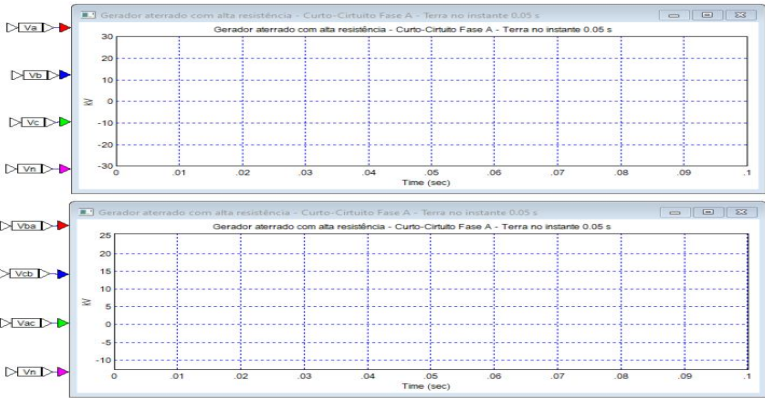 Gerador aterrado com alta resistência - Curto-Cirtuito Fase A - Terra no instante 0.05 s
Gerador aterrado com alta resistência - Curto-Cirtuito Fase A - Terra no instante 0.05 s
Va
Vb
Vc
Vn
kV
30
20
10
0
-10
-20
-30
0 .01 .02 .03 .04 .05 .06 .07 .08 .09 .1
Time (sec)
Gerador aterrado com alta resistência - Curto-Cirtuito Fase A - Terra no instante 0.05 s
Gerador aterrado com alta resistência - Curto-Cirtuito Fase A - Terra no instante 0.05 s
Vba
Vcb
Vac
Vn
kV
25
20
15
10
5
0
-5
-10
0 .01 .02 .03 .04 .05 .06 .07 .08 .09 .1
Time (sec)